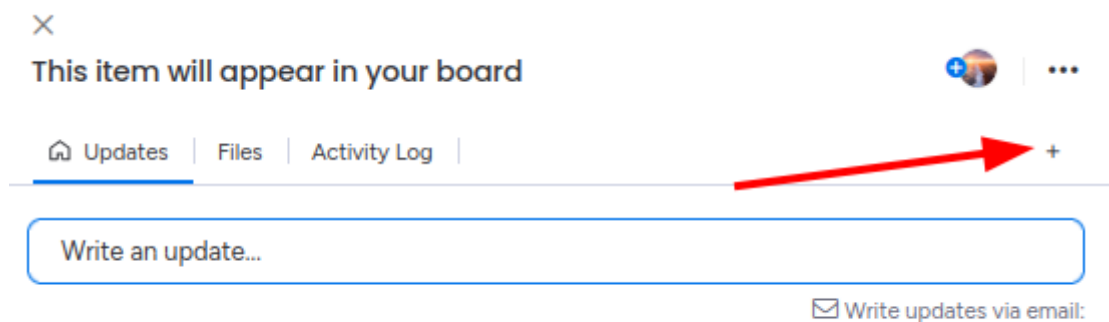 This item will appear in your board
Updates Files Activity Log +
Write an update...
Write updates via email: